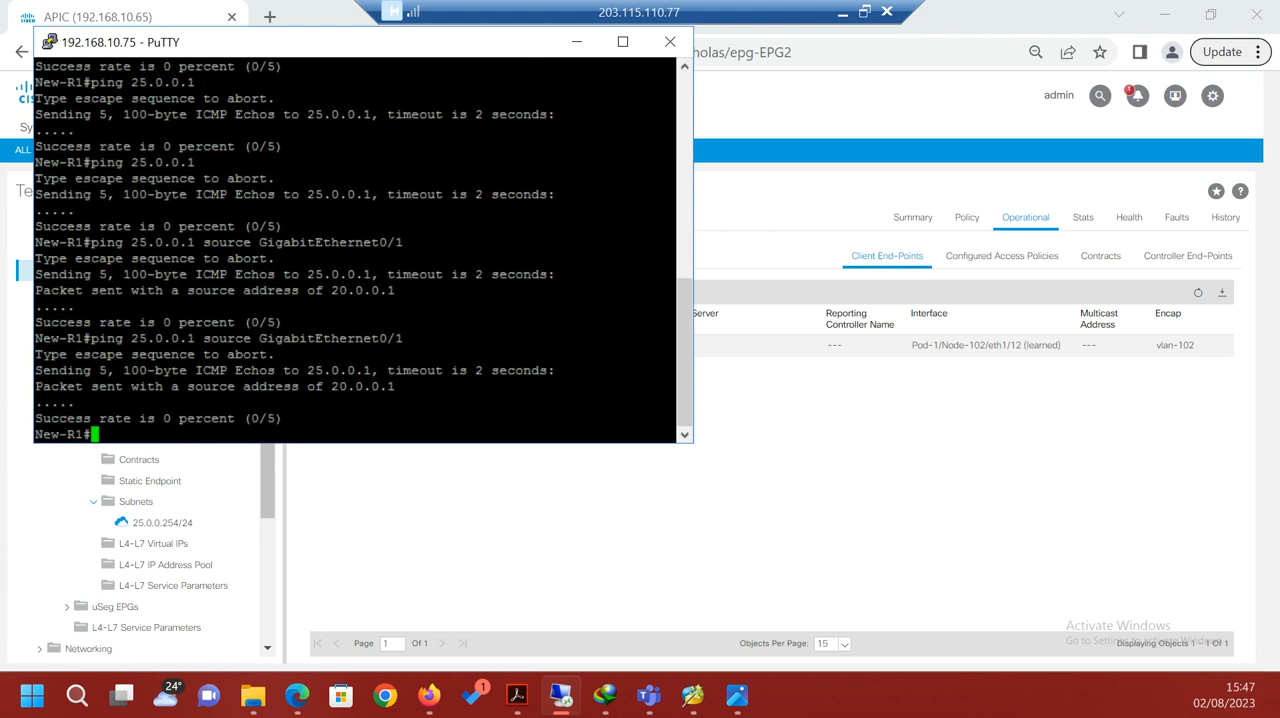 APIC (192.168.10.65)
203.115.110.77
192.168.10.75 - PuTTY
holas/epg-EPG2
Update
Success rate is 0 percent (0/5)
New-R1#ping 25.0.0.1
Type escape sequence to abort.
Sending 5, 100-byte ICMP Echos to 25.0.0.1, timeout is 2 seconds:
.....
Success rate is 0 percent (0/5)
New-R1#ping 25.0.0.1
Type escape sequence to abort.
Sending 5, 100-byte ICMP Echos to 25.0.0.1, timeout is 2 seconds:
.....
Success rate is 0 percent (0/5)
New-R1#ping 25.0.0.1 source GigabitEthernet0/1
Type escape sequence to abort.
Sending 5, 100-byte ICMP Echos to 25.0.0.1, timeout is 2 seconds:
Packet sent with a source address of 20.0.0.1
.....
Success rate is 0 percent (0/5)
New-R1#ping 25.0.0.1 source GigabitEthernet0/1
Type escape sequence to abort.
Sending 5, 100-byte ICMP Echos to 25.0.0.1, timeout is 2 seconds:
Packet sent with a source address of 20.0.0.1
.....
Success rate is 0 percent (0/5)
New-R1#
admin
1
cis
Sy
ALL
Te
Summary Policy Operational Stats Health Faults History
Client End-Points Configured Access Policies Contracts Controller End-Points
Server Reporting Controller Name Interface Multicast Address Encap
--- Pod-1/Node-102/eth1/12 (learned) --- vlan-102
Contracts
Static Endpoint
Subnets
25.0.0.254/24
L4-L7 Virtual IPs
L4-L7 IP Address Pool
L4-L7 Service Parameters
uSeg EPGs
L4-L7 Service Parameters
Networking
Page 1 Of 1
Objects Per Page: 15
Displaying Objects 1 - 1 Of 1
Activate Windows
Go to Settings to activate Windows.
24°
1
15:47
02/08/2023